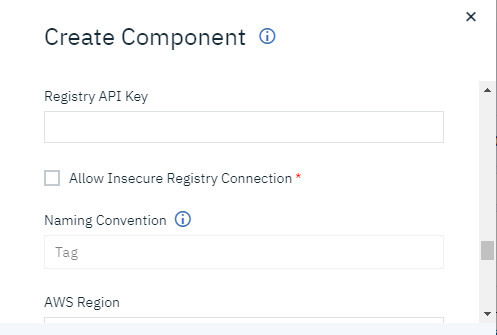 Create Component
Registry API Key
Allow Insecure Registry Connection *
Naming Convention
Tag
AWS Region